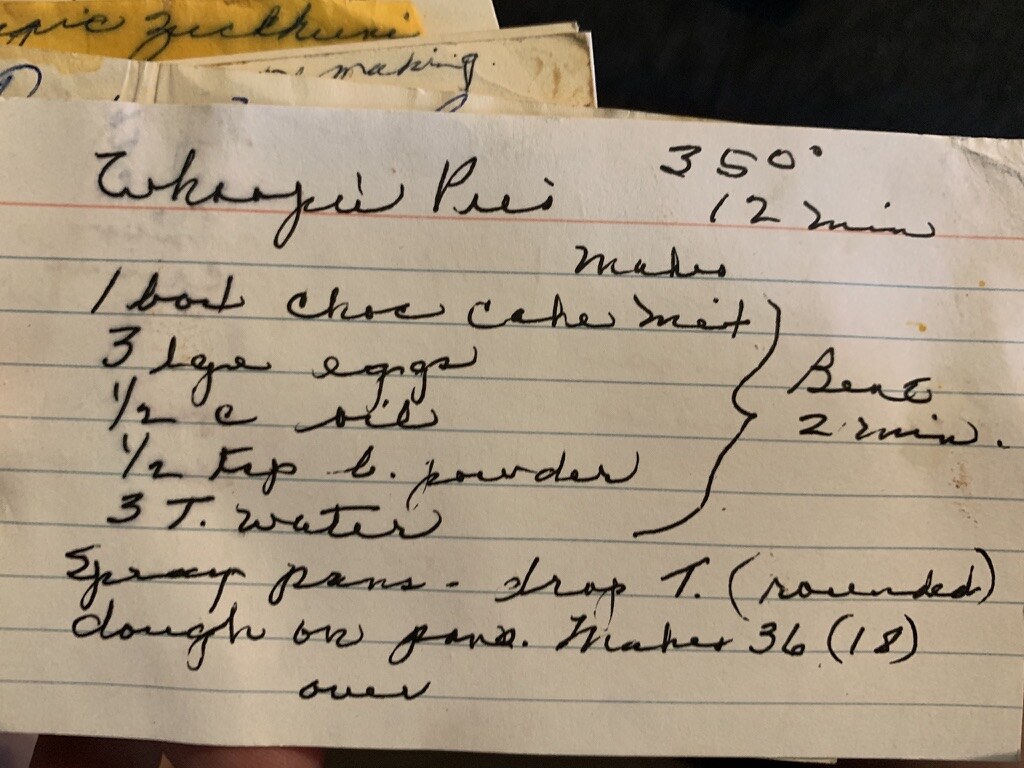 zuckhini
making.
Whoopie Pies 350°
12 min
Makes
1 box choc cake mix
3 lge eggs
1/2 c oil
1/2 tsp b. powder
3 T. water
Beat
2 min.
Spray pans - drop T. (rounded)
dough on pans. Makes 36 (18)
over